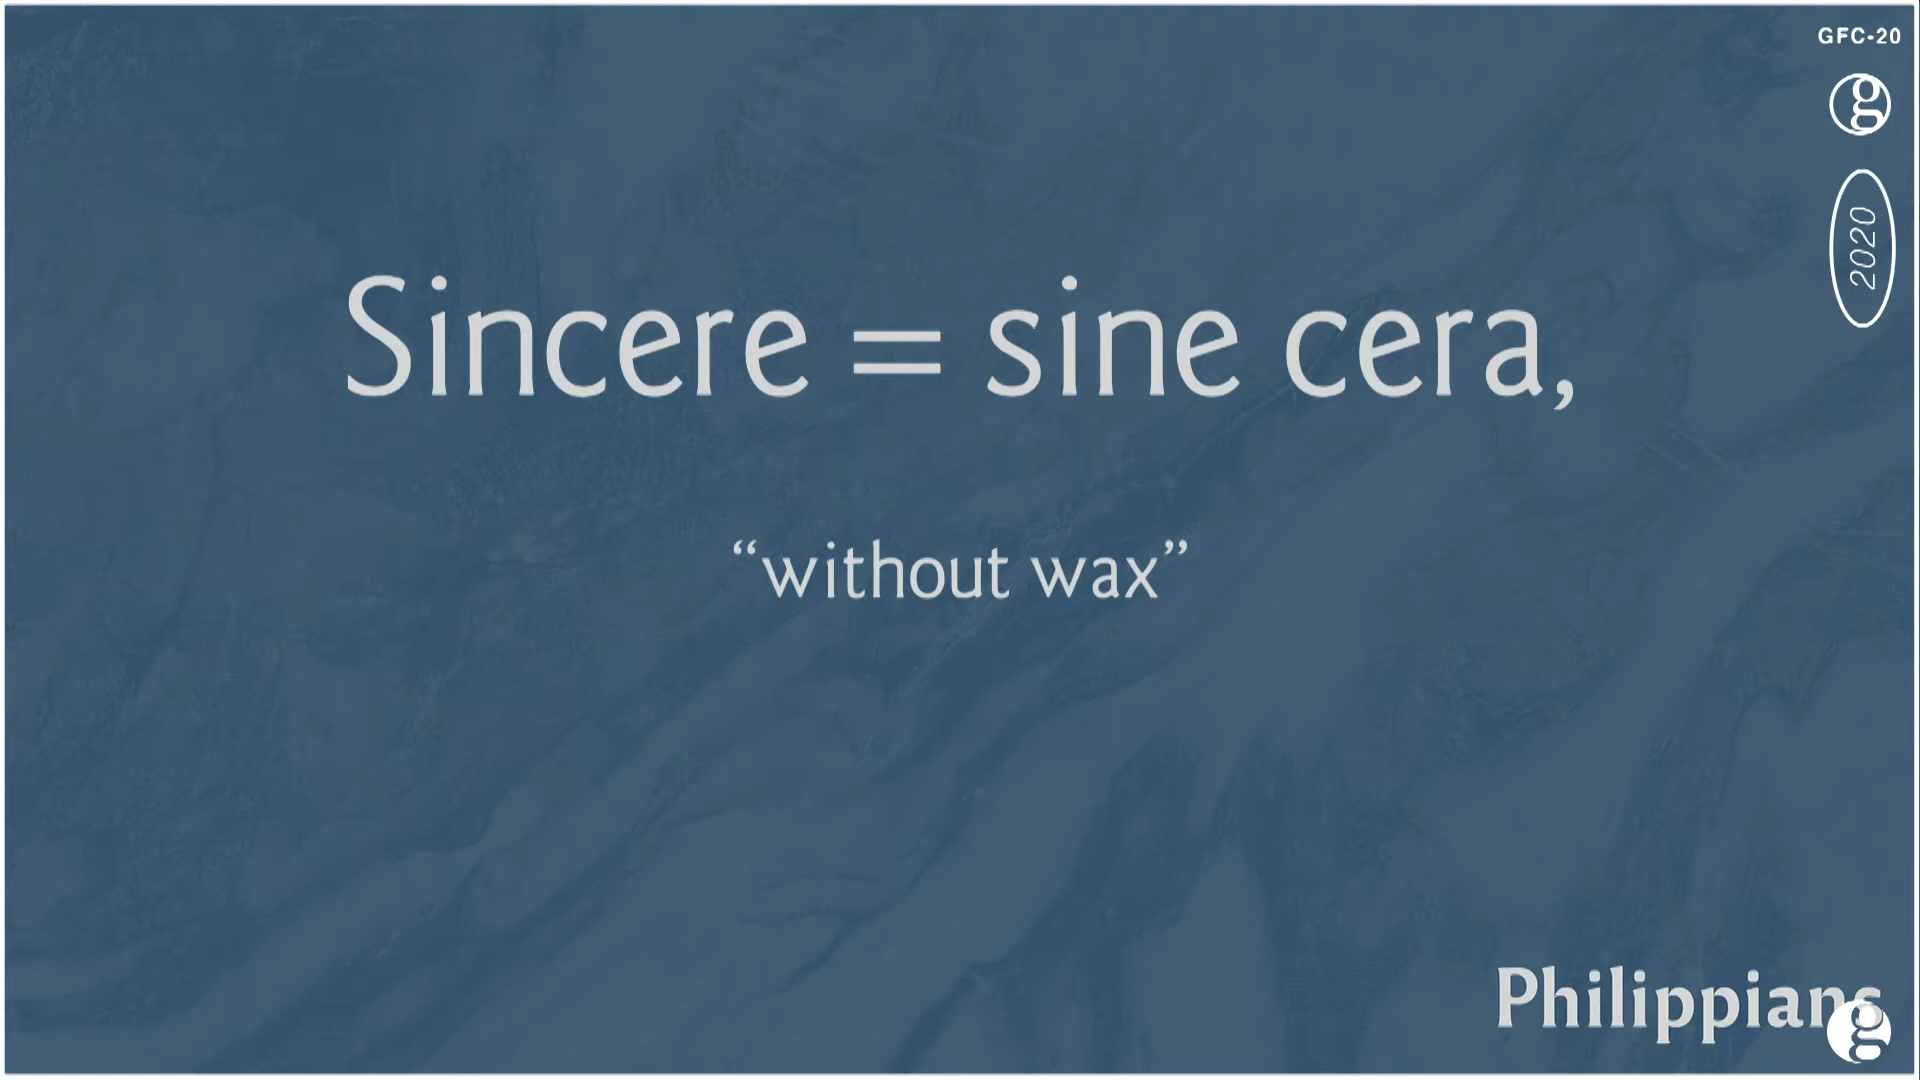 GFC-20
g
2020
Sincere = sine cera,
“without wax”
Philippians
g